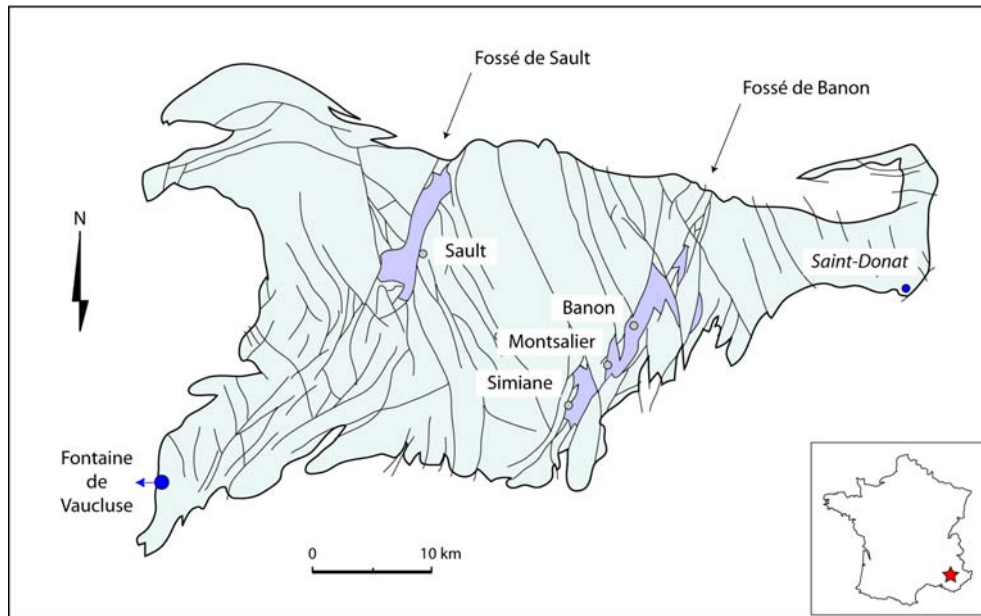 Fossé de Sault
Fossé de Banon
N
Sault
Saint-Donat
Banon
Montsalier
Simiane
Fontaine
de
Vaucluse
0 10 km